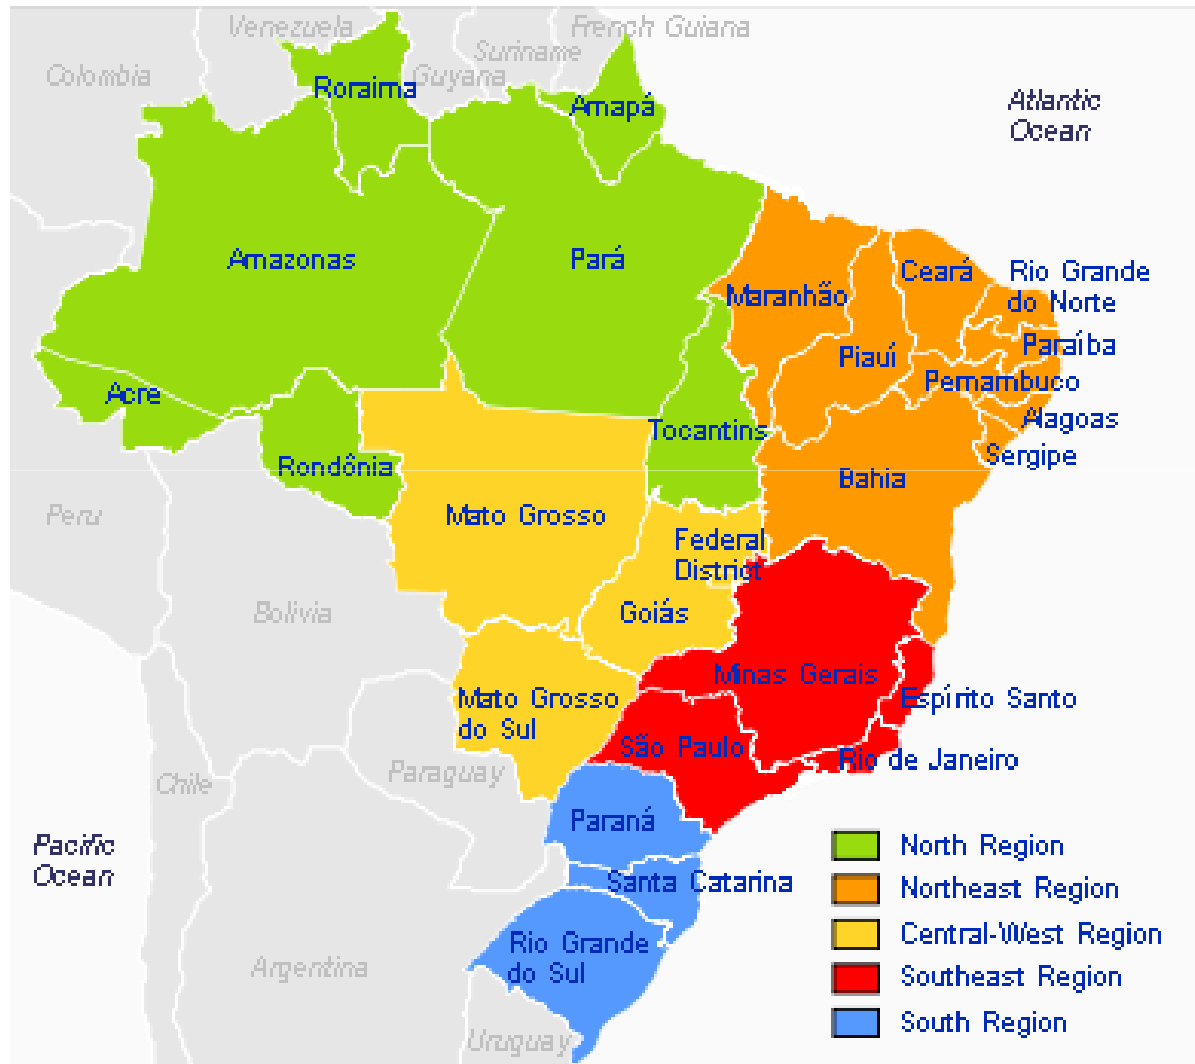 Venezuela
French Guiana
Suriname
Colombia
Guyana
Roraima
Amapá
Atlantic
Ocean
Amazonas
Pará
Ceará
Rio Grande
do Norte
Maranhão
Paraíba
Piauí
Pernambuco
Acre
Alagoas
Tocantins
Sergipe
Rondônia
Bahia
Peru
Mato Grosso
Federal
District
Bolivia
Goiás
Minas Gerais
Espírito Santo
Mato Grosso
do Sul
São Paulo
Rio de Janeiro
Paraguay
Chile
Paraná
Pacific
Ocean
North Region
Santa Catarina
Northeast Region
Rio Grande
do Sul
Central-West Region
Argentina
Southeast Region
South Region
Uruguay